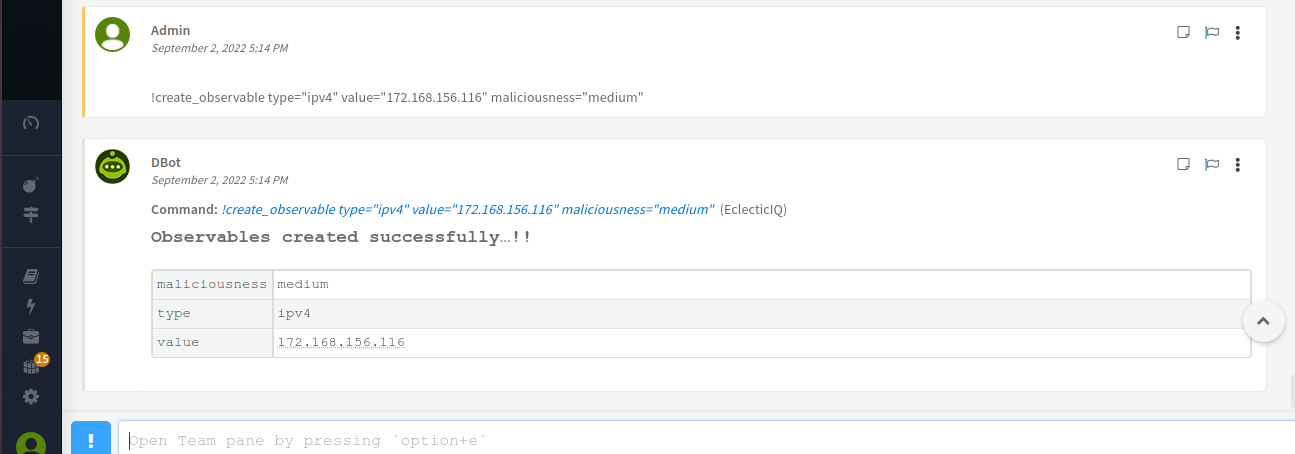 Admin
September 2, 2022 5:14 PM
!create_observable type="ipv4" value="172.168.156.116" maliciousness="medium"
DBot
September 2, 2022 5:14 PM
Command: !create_observable type="ipv4" value="172.168.156.116" maliciousness="medium" (EclecticIQ)
Observables created successfully…!!
maliciousness medium
type ipv4
value 172.168.156.116
15
! Open Team pane by pressing `option+e`